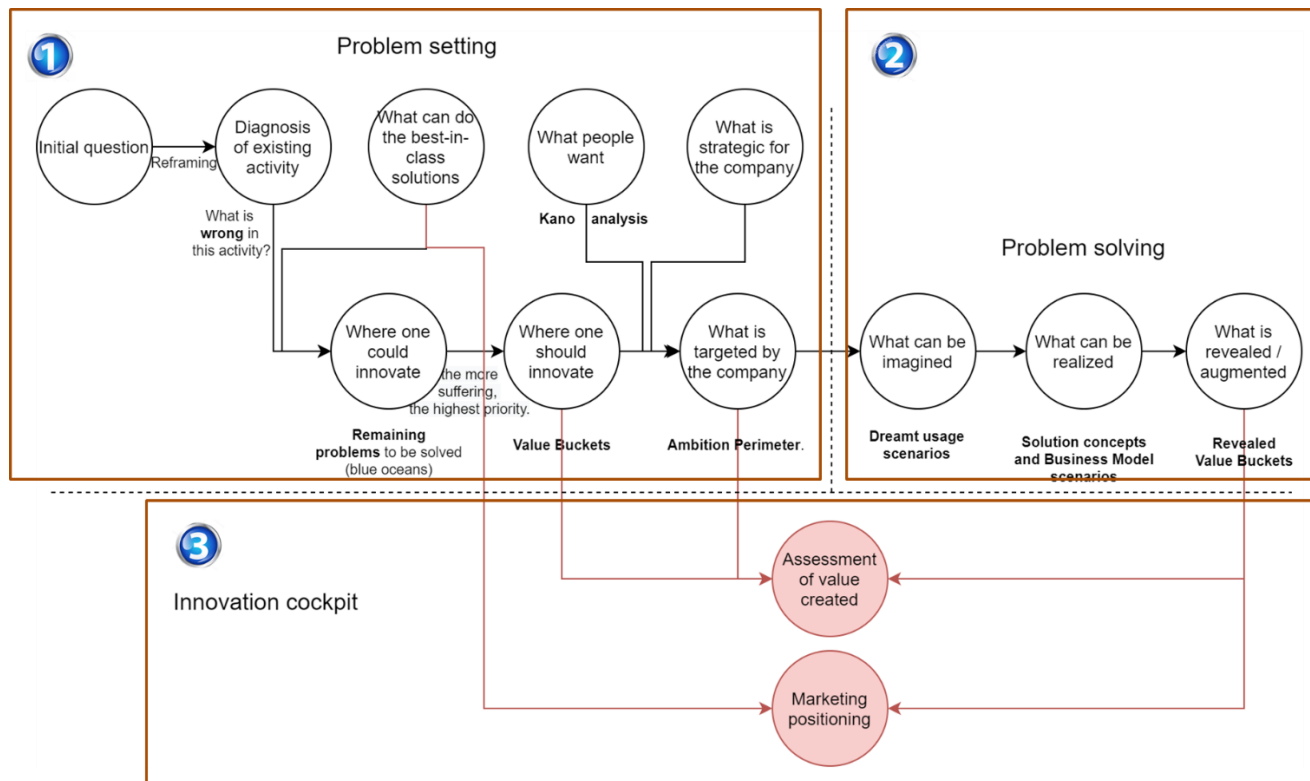 1
Problem setting
2
Initial question
Reframing
Diagnosis
of existing
activity
What can do
the best-in-
class
solutions
What people
want
What is
strategic for
the company
What is
wrong in
this activity?
Kano analysis
Problem solving
Where one
could
innovate
the more
suffering,
the highest priority.
Where one
should
innovate
What is
targeted by
the company
What can be
imagined
What can be
realized
What is
revealed /
augmented
Remaining
problems to be solved
(blue oceans)
Value Buckets
Ambition Perimeter.
Dreamt usage
scenarios
Solution concepts
and Business Model
scenarios
Revealed
Value Buckets
3
Innovation cockpit
Assessment
of value
created
Marketing
positioning